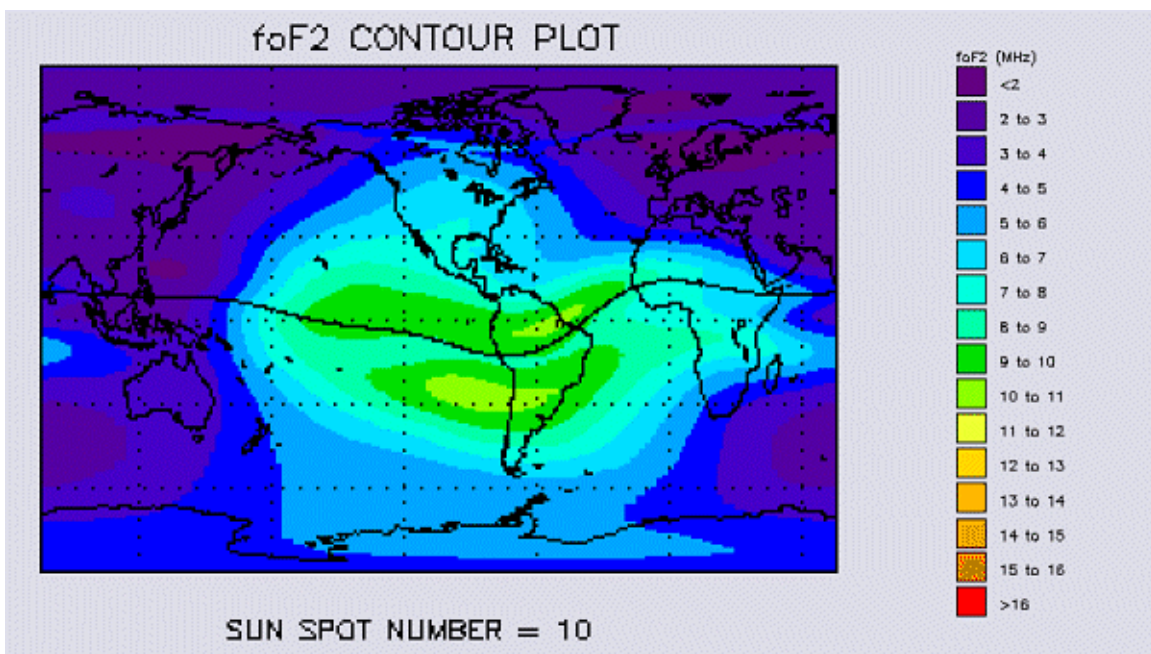 foF2 CONTOUR PLOT
foF2 (MHz)
<2
2 to 3
3 to 4
4 to 5
5 to 6
6 to 7
7 to 8
8 to 9
9 to 10
10 to 11
11 to 12
12 to 13
13 to 14
14 to 15
15 to 16
>16
SUN SPOT NUMBER = 10